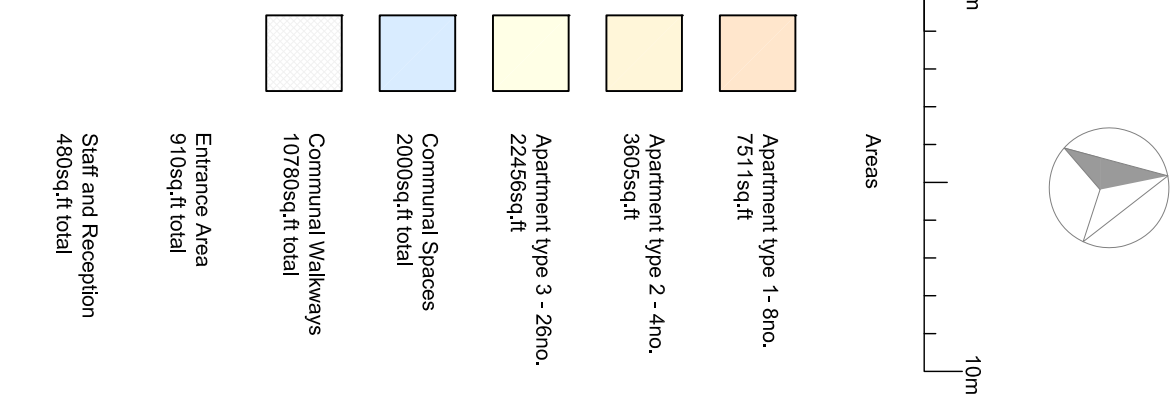 m
10m
Areas
Apartment type 1- 8no.
7511sq.ft
Apartment type 2 - 4no.
3605sq.ft
Apartment type 3 - 26no.
22456sq.ft
Communal Spaces
2000sq.ft total
Communal Walkways
10780sq.ft total
Entrance Area
910sq.ft total
Staff and Reception
480sq.ft total